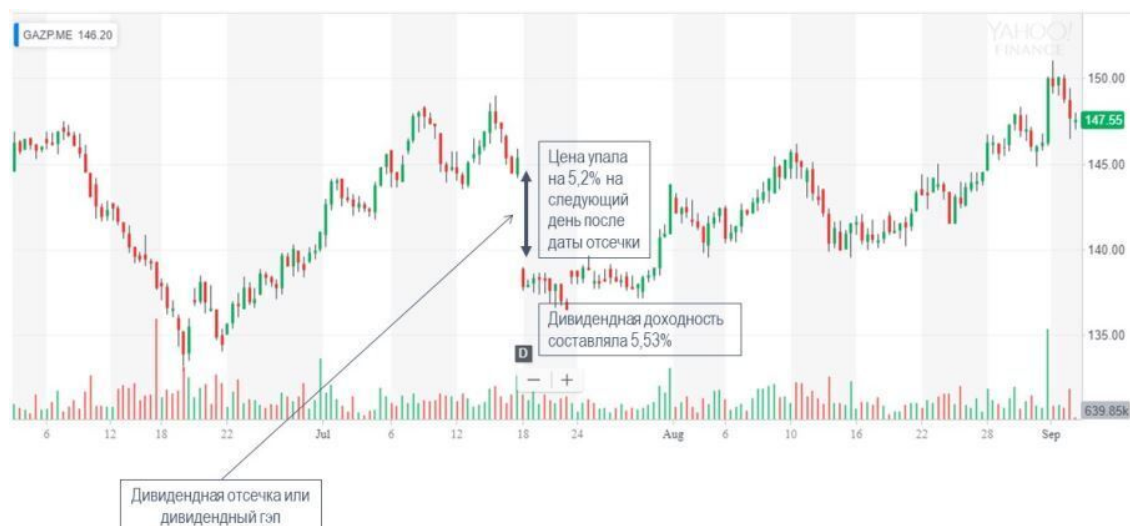 GAZP.ME 146.20
YAHOO!
FINANCE
150.00
147.55
145.00
140.00
135.00
639.85k
Цена упала
на 5,2% на
следующий
день после
даты отсечки
Дивидендная доходность
составляла 5,53%
D
− +
6 12 18 22 Jul 6 12 18 24 Aug 6 10 16 22 28 Sep
Дивидендная отсечка или
дивидендный гэп